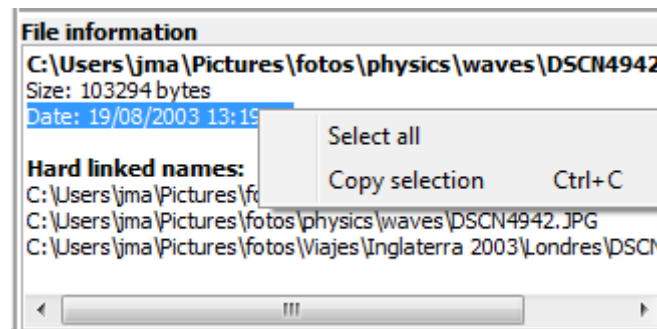 File information
C:\Users\jma\Pictures\fotos\physics\waves\DSCN4942
Size: 103294 bytes
Date: 19/08/2003 13:19
Select all
Hard linked names:
Copy selection Ctrl+C
C:\Users\jma\Pictures\fo
C:\Users\jma\Pictures\fotos\physics\waves\DSCN4942.JPG
C:\Users\jma\Pictures\fotos\Viajes\Inglaterra 2003\Londres\DSCN